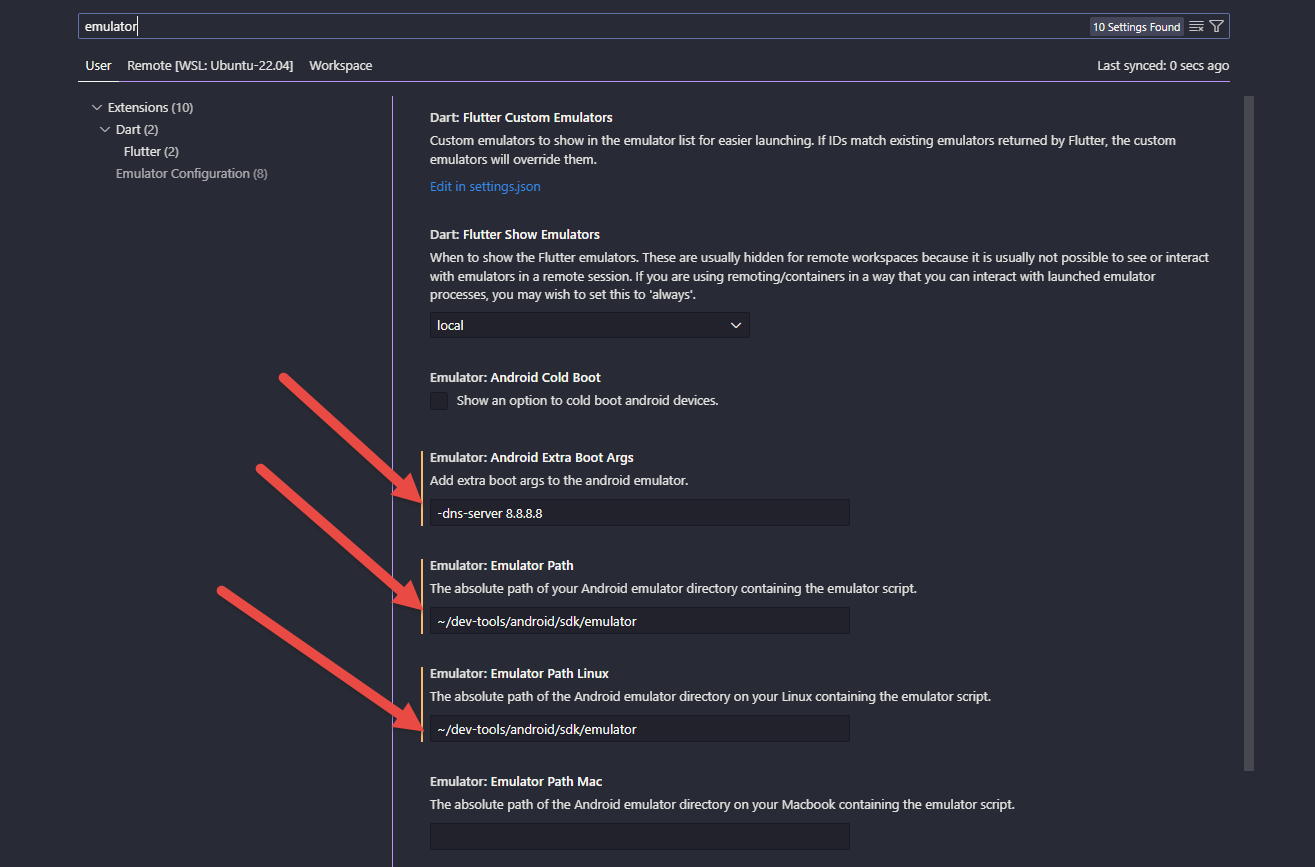 emulator
10 Settings Found
User Remote [WSL: Ubuntu-22.04] Workspace
Last synced: 0 secs ago
Extensions (10)
Dart (2)
Flutter (2)
Emulator Configuration (8)
Dart: Flutter Custom Emulators
Custom emulators to show in the emulator list for easier launching. If IDs match existing emulators returned by Flutter, the custom
emulators will override them.
Edit in settings.json
Dart: Flutter Show Emulators
When to show the Flutter emulators. These are usually hidden for remote workspaces because it is usually not possible to see or interact
with emulators in a remote session. If you are using remoting/containers in a way that you can interact with launched emulator
processes, you may wish to set this to 'always'.
local
Emulator: Android Cold Boot
Show an option to cold boot android devices.
Emulator: Android Extra Boot Args
Add extra boot args to the android emulator.
-dns-server 8.8.8.8
Emulator: Emulator Path
The absolute path of your Android emulator directory containing the emulator script.
~/dev-tools/android/sdk/emulator
Emulator: Emulator Path Linux
The absolute path of the Android emulator directory on your Linux containing the emulator script.
~/dev-tools/android/sdk/emulator
Emulator: Emulator Path Mac
The absolute path of the Android emulator directory on your Macbook containing the emulator script.